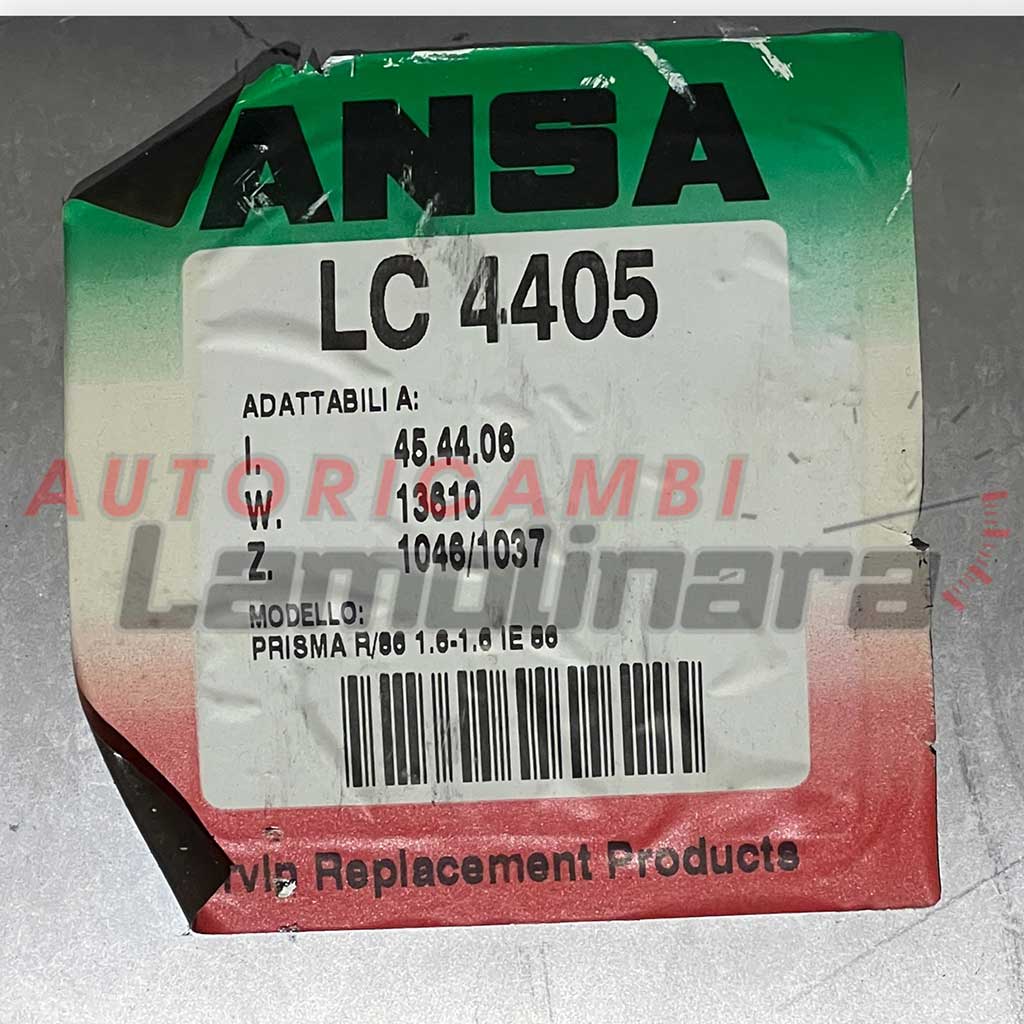 ANSA
LC 4405
ADATTABILI A:
I. 45.44.06
AUTORICAMBI
W. 13610
Lamolinara
Z. 1046/1037
MODELLO:
PRISMA R/86 1.6-1.6 IE 86
Replacement Products